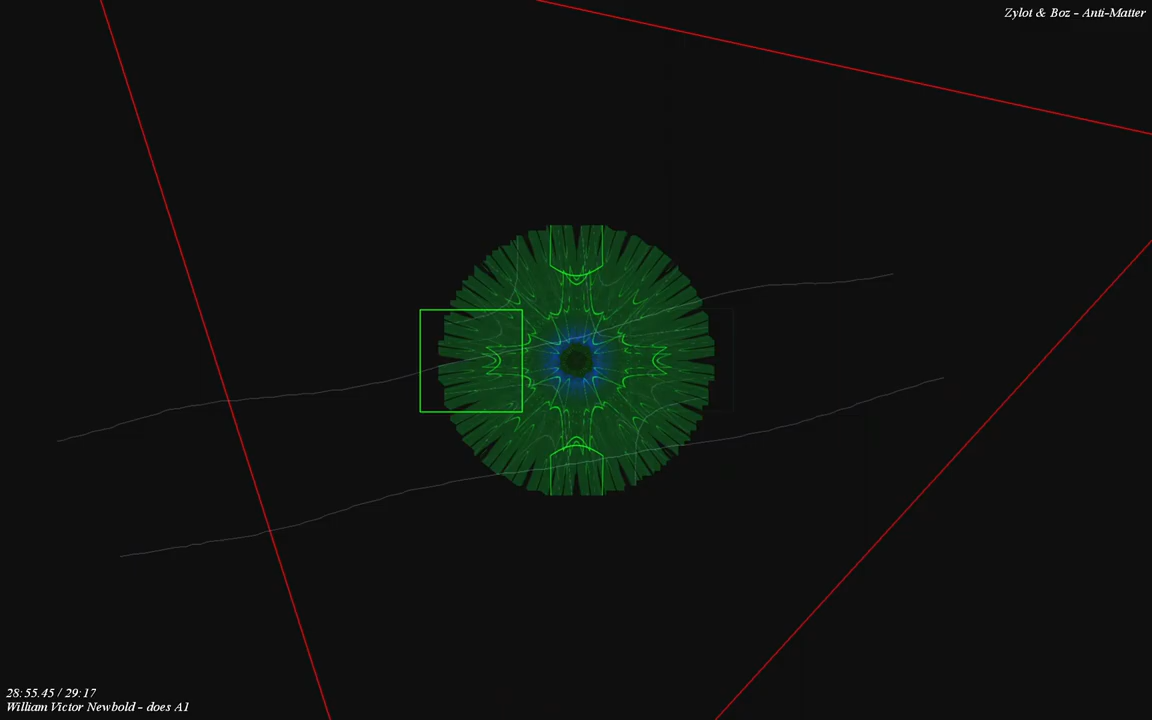 Zylot & Boz - Anti-Matter
28:55.45 / 29:17
William Victor Newbold - does A1